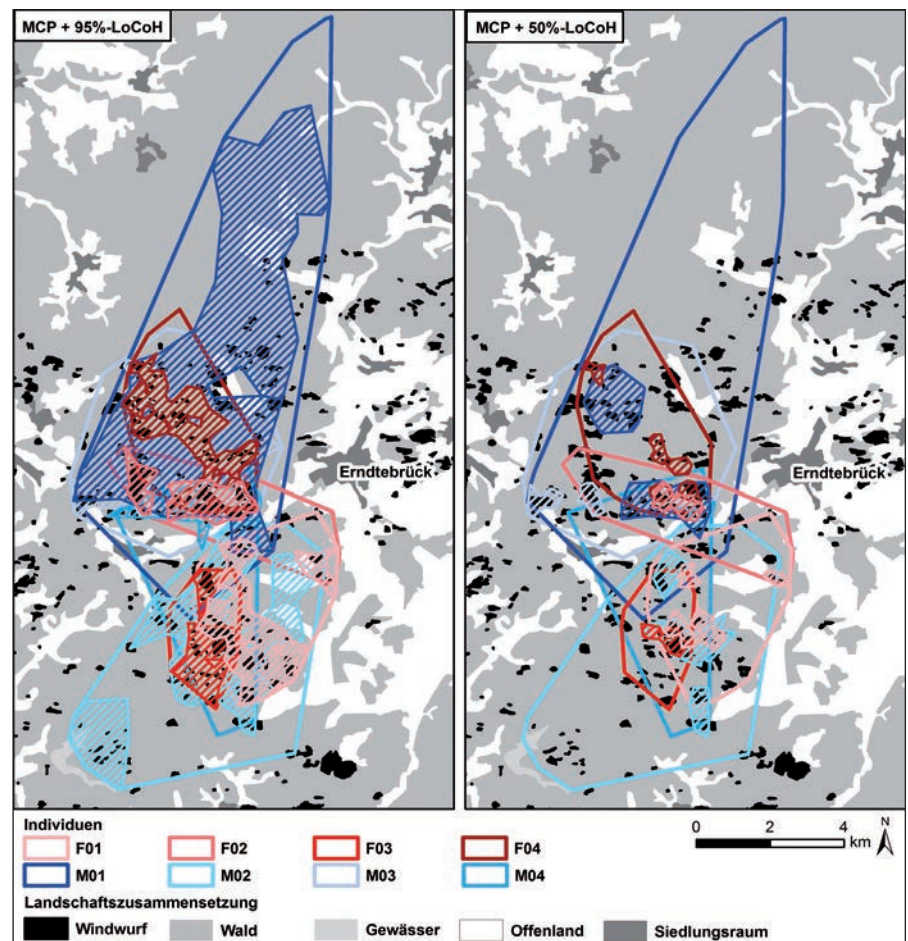 MCP + 95%-LoCoH
MCP + 50%-LoCoH
Erndtebrück
Erndtebrück
Individuen
F01 F02 F03 F04
M01 M02 M03 M04
0 2 4
km
N
Landschaftszusammensetzung
Windwurf Wald Gewässer Offenland Siedlungsraum